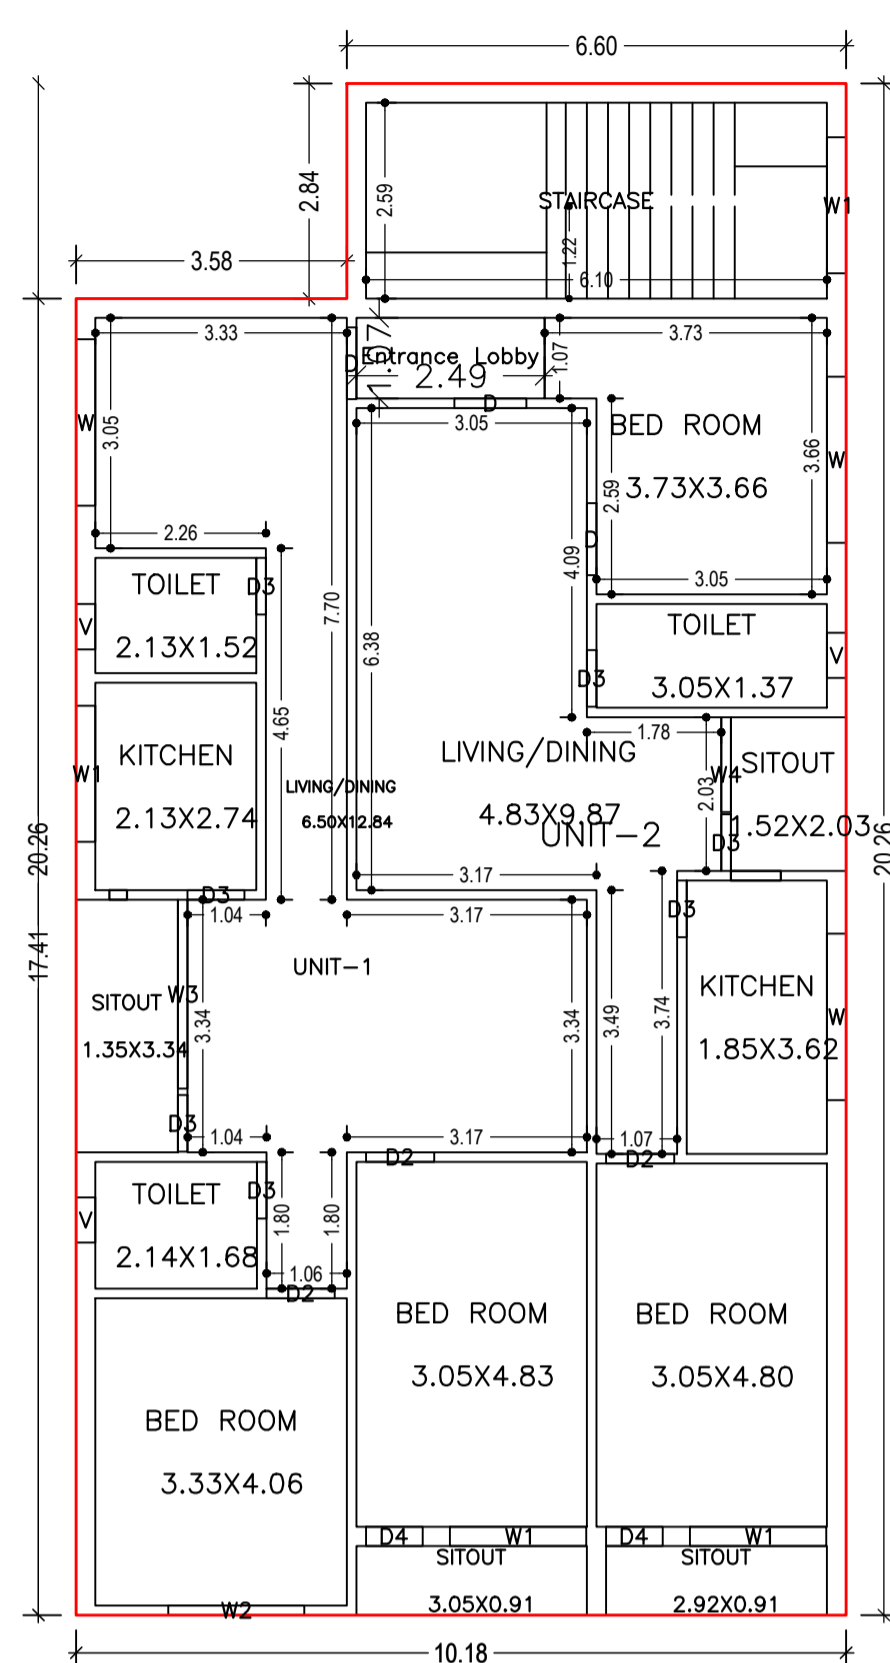 6.60
2.84
2.59
STAIRCASE
W1
1.22
3.58
6.10
3.33
1.07
3.73
D
Entrance Lobby
1.07
2.49
D
W
3.05
3.05
BED ROOM
3.66
W
2.59
3.73X3.66
2.26
4.09
D
3.05
TOILET
D3
7.70
TOILET
V
2.13X1.52
6.38
D3
3.05X1.37
V
4.65
1.78
KITCHEN
LIVING/DINING
W4
SITOUT
W1
LIVING/DINING
2.03
2.13X2.74
6.50X12.84
4.83X9.87
1.52X2.03
UNIT-2
D3
20.26
20.26
3.17
D3
1.04
3.17
D3
17.41
UNIT-1
SITOUT
W3
KITCHEN
3.34
3.34
3.49
3.74
W
1.35X3.34
1.85X3.62
D3
1.04
3.17
1.07
D2
D2
TOILET
D3
V
1.80
1.80
2.14X1.68
1.06
D2
BED ROOM
BED ROOM
3.05X4.83
3.05X4.80
BED ROOM
3.33X4.06
D4
W1
D4
W1
SITOUT
SITOUT
3.05X0.91
2.92X0.91
W2
10.18